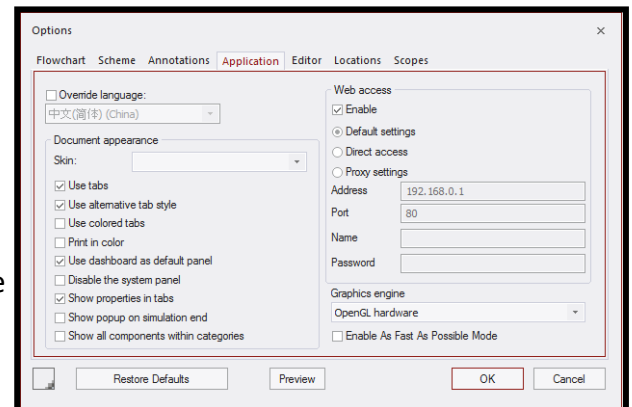 Options
Flowchart Scheme Annotations Application Editor Locations Scopes
Override language:
中文(简体) (China)
Document appearance
Skin:
Use tabs
Use alternative tab style
Use colored tabs
Print in color
Use dashboard as default panel
Disable the system panel
Show properties in tabs
Show popup on simulation end
Show all components within categories
Web access
Enable
Default settings
Direct access
Proxy settings
Address 192.168.0.1
Port 80
Name
Password
Graphics engine
OpenGL hardware
Enable As Fast As Possible Mode
Restore Defaults Preview OK Cancel